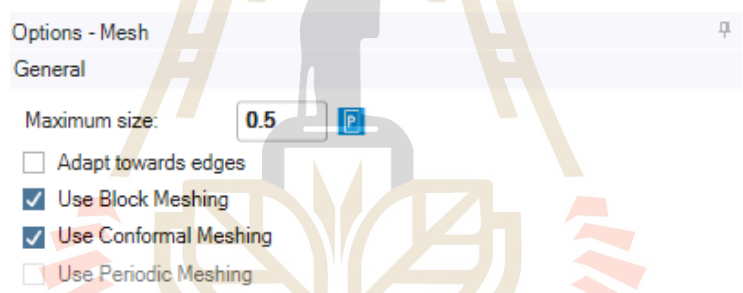 Options - Mesh
General
Maximum size: 0.5 P
Adapt towards edges
Use Block Meshing
Use Conformal Meshing
Use Periodic Meshing